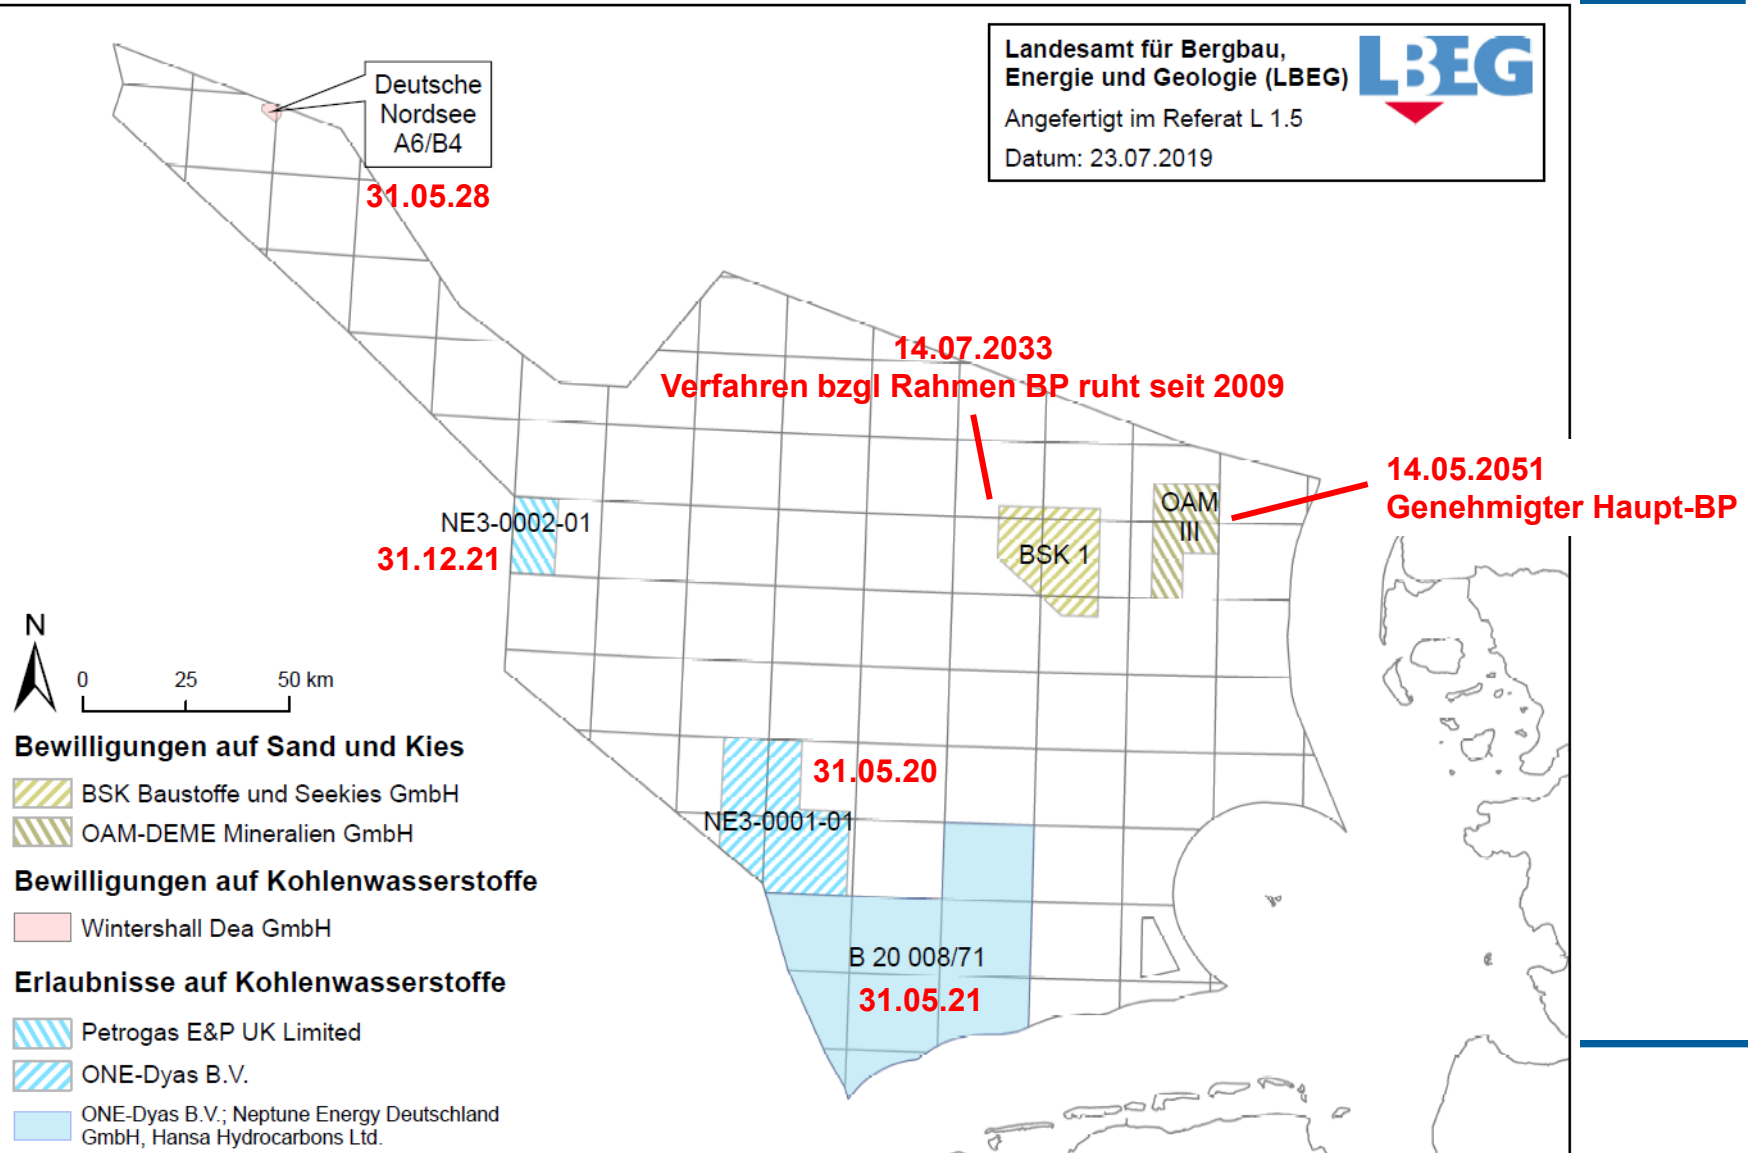 Landesamt für Bergbau,
Energie und Geologie (LBEG)
LBEG
Angefertigt im Referat L 1.5
Datum: 23.07.2019
Deutsche
Nordsee
A6/B4
31.05.28
14.07.2033
Verfahren bzgl Rahmen BP ruht seit 2009
14.05.2051
Genehmigter Haupt-BP
OAM
III
BSK 1
NE3-0002-01
31.12.21
N
0 25 50 km
31.05.20
NE3-0001-01
B 20 008/71
31.05.21
Bewilligungen auf Sand und Kies
BSK Baustoffe und Seekies GmbH
OAM-DEME Mineralien GmbH
Bewilligungen auf Kohlenwasserstoffe
Wintershall Dea GmbH
Erlaubnisse auf Kohlenwasserstoffe
Petrogas E&P UK Limited
ONE-Dyas B.V.
ONE-Dyas B.V.; Neptune Energy Deutschland
GmbH, Hansa Hydrocarbons Ltd.